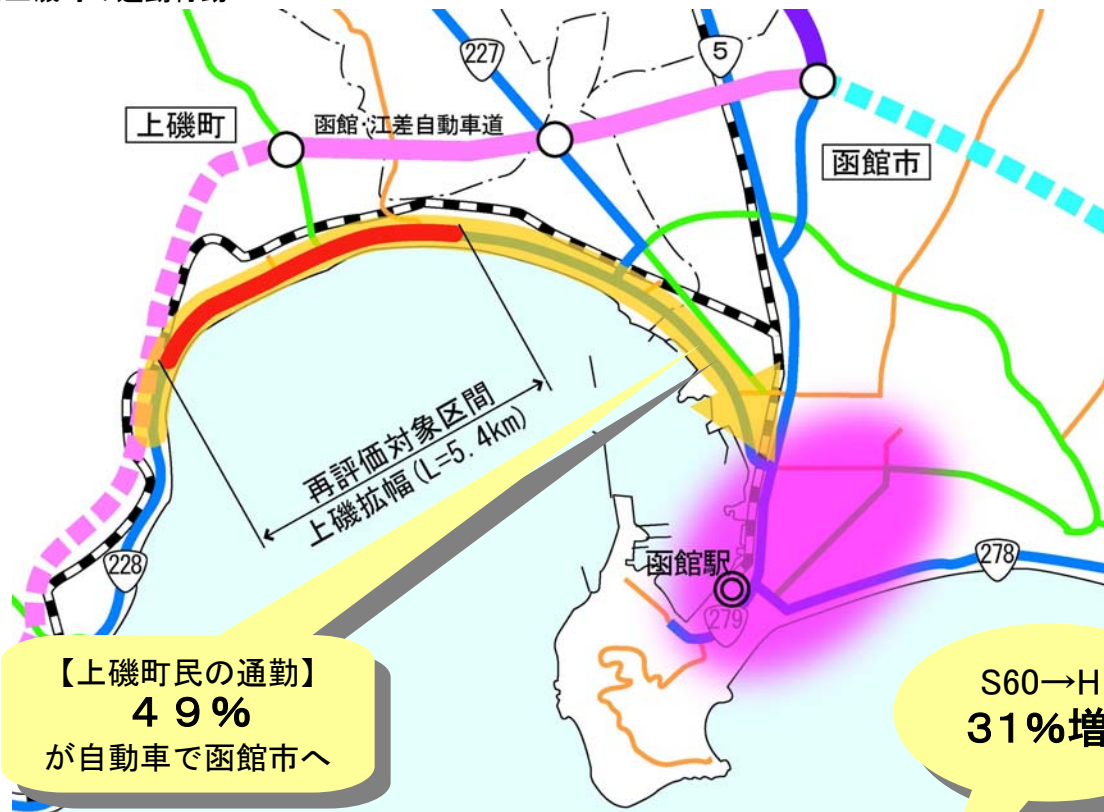 227
5
上磯町
函館・江差自動車道
函館市
再評価対象区間
上磯拡幅(L=5.4km)
228
函館駅
278
279
【上磯町民の通勤】
49%
が自動車で函館市へ
S60→H
31%増